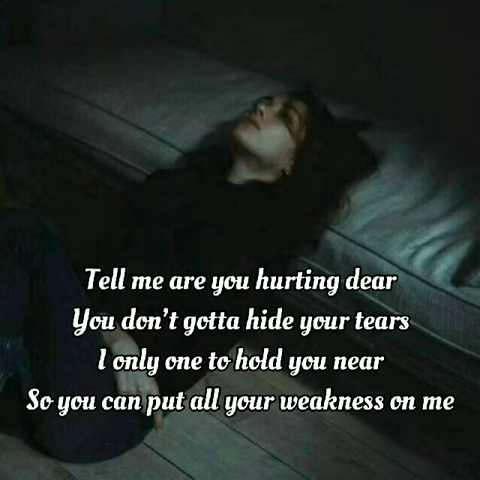 Tell me are you hurting dear
You don't gotta hide your tears
I only one to hold you near
So you can put all your weakness on me